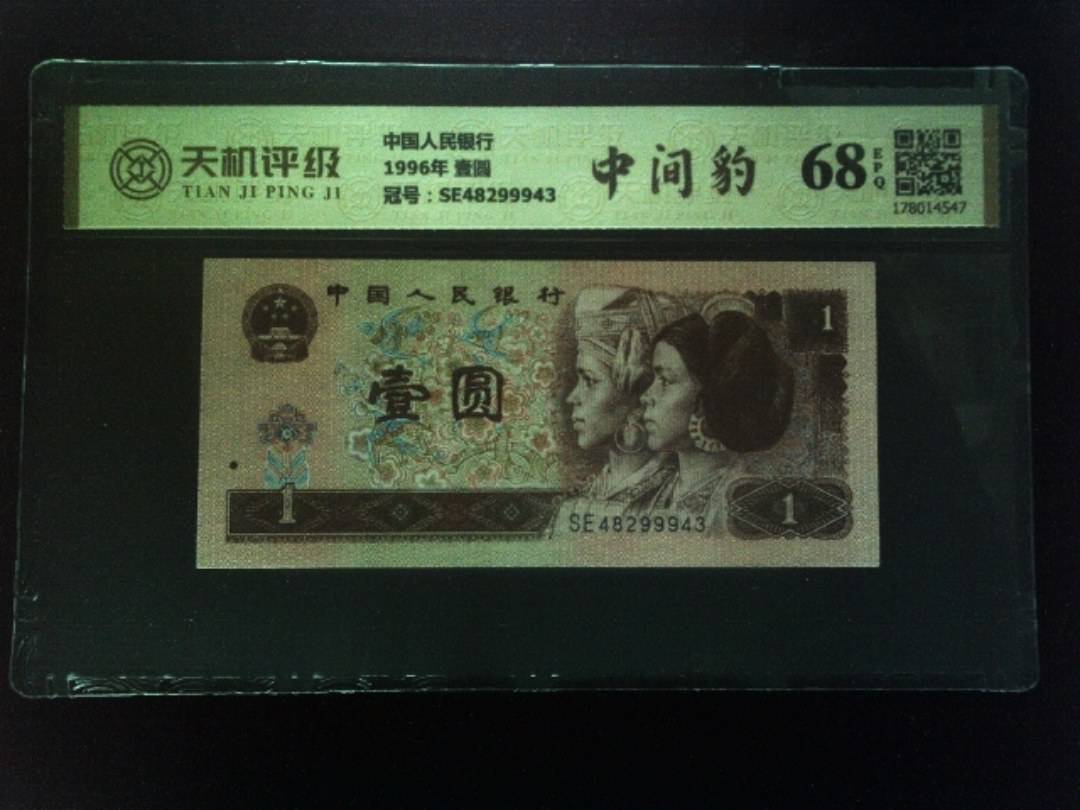 天机评级
TIAN JI PING JI
中国人民银行
1996年 壹圆
冠号：SE48299943
中间豹
68
EPQ
178014547
中国人民银行
1
壹圆
1
SE48299943
1